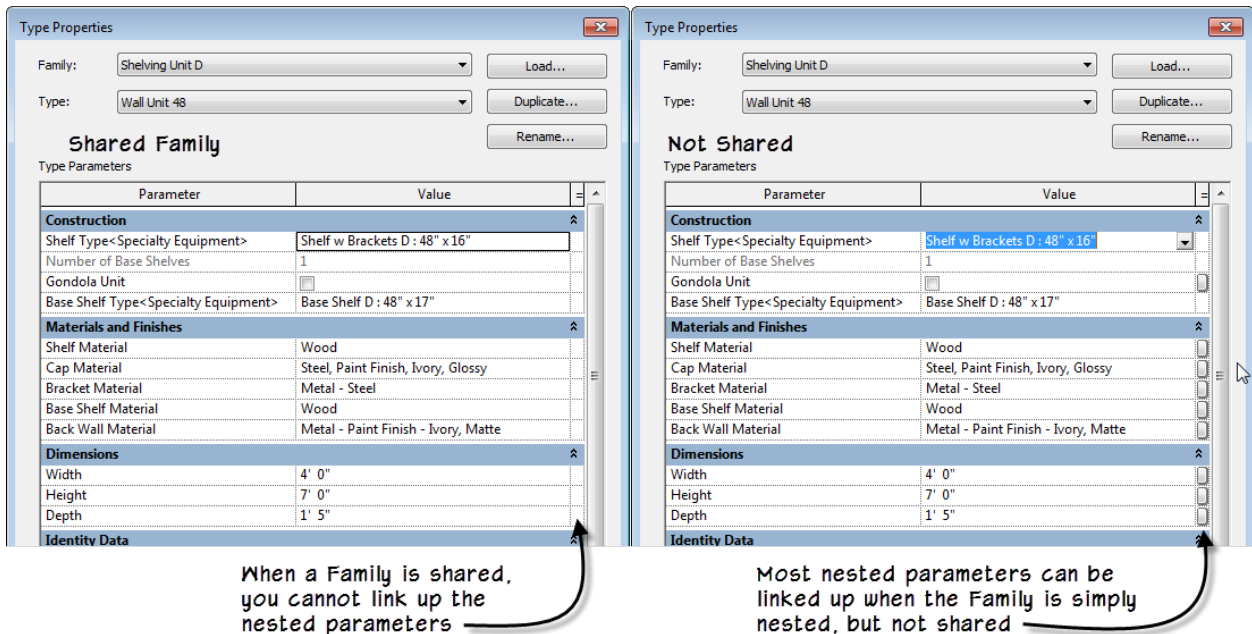 Type Properties
Family: Shelving Unit D Load...
Type: Wall Unit 48 Duplicate...
Rename...
Shared Family
Type Parameters
Parameter Value =
Construction
Shelf Type<Specialty Equipment> Shelf w Brackets D : 48" x 16"
Number of Base Shelves 1
Gondola Unit
Base Shelf Type<Specialty Equipment> Base Shelf D : 48" x 17"
Materials and Finishes
Shelf Material Wood
Cap Material Steel, Paint Finish, Ivory, Glossy
Bracket Material Metal - Steel
Base Shelf Material Wood
Back Wall Material Metal - Paint Finish - Ivory, Matte
Dimensions
Width 4' 0"
Height 7' 0"
Depth 1' 5"
Identity Data
When a Family is shared,
you cannot link up the
nested parameters
Type Properties
Family: Shelving Unit D Load...
Type: Wall Unit 48 Duplicate...
Rename...
Not Shared
Type Parameters
Parameter Value =
Construction
Shelf Type<Specialty Equipment> Shelf w Brackets D : 48" x 16"
Number of Base Shelves 1
Gondola Unit
Base Shelf Type<Specialty Equipment> Base Shelf D : 48" x 17"
Materials and Finishes
Shelf Material Wood
Cap Material Steel, Paint Finish, Ivory, Glossy
Bracket Material Metal - Steel
Base Shelf Material Wood
Back Wall Material Metal - Paint Finish - Ivory, Matte
Dimensions
Width 4' 0"
Height 7' 0"
Depth 1' 5"
Identity Data
Most nested parameters can be
linked up when the Family is simply
nested, but not shared